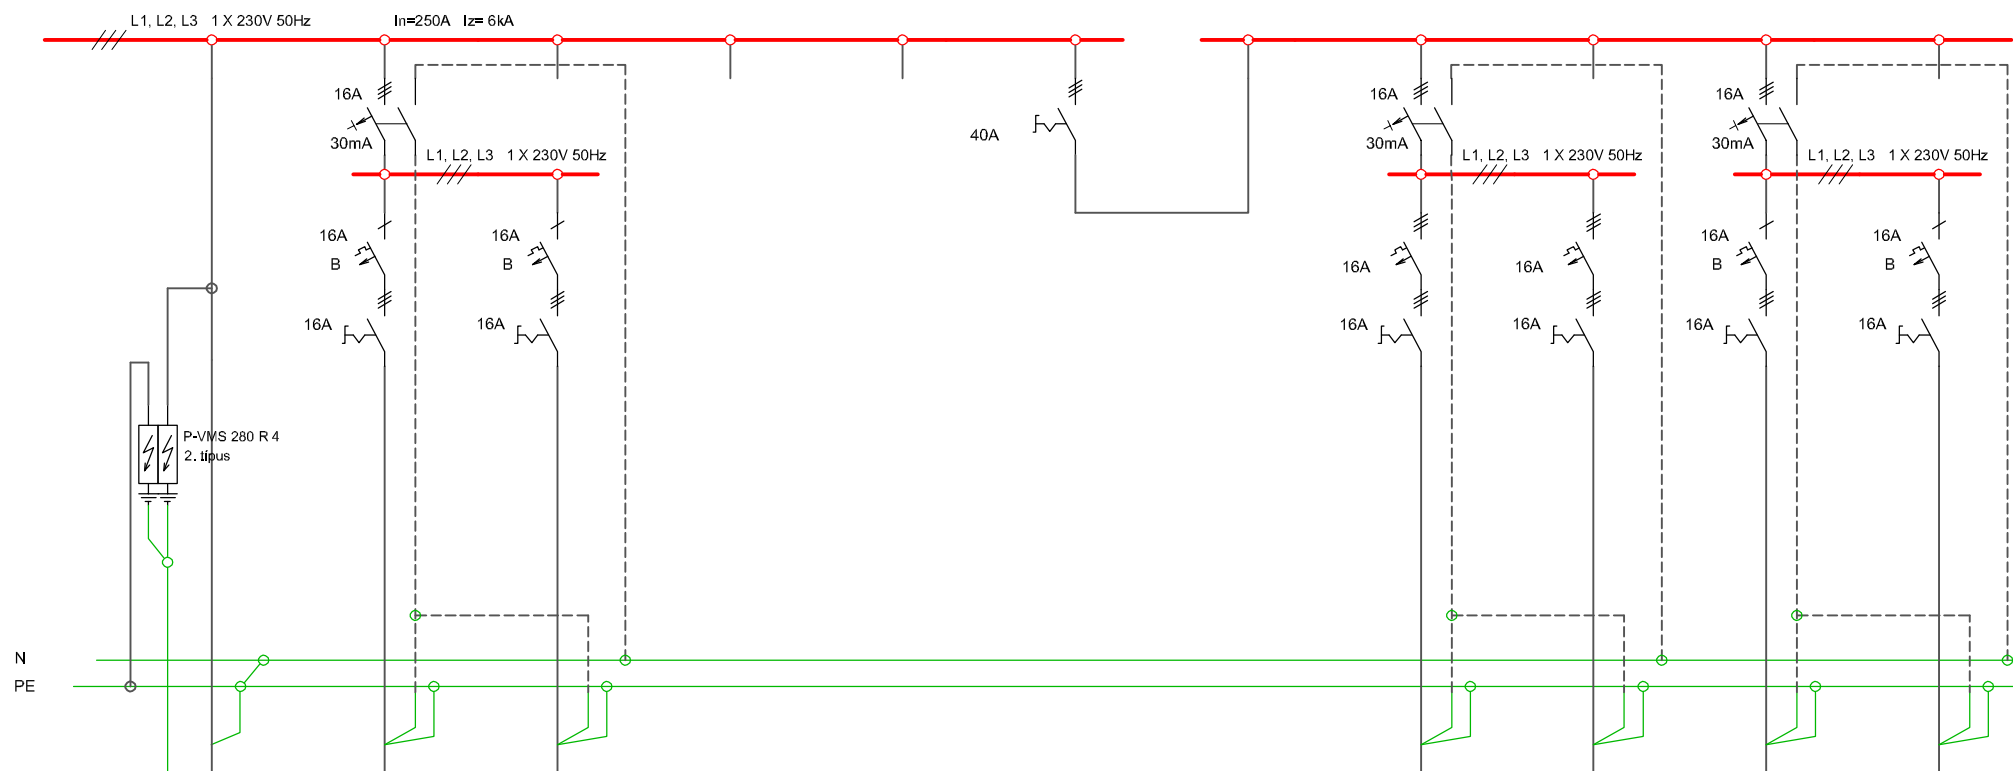 L1, L2, L3 1 X 230V 50Hz In=250A Iz= 6kA
16A
30mA
L1, L2, L3 1 X 230V 50Hz
40A
16A
30mA
L1, L2, L3 1 X 230V 50Hz
16A
30mA
L1, L2, L3 1 X 230V 50Hz
16A
B
16A
B
16A
16A
16A
B
16A
B
16A
16A
16A
16A
16A
16A
P-VMS 280 R 4
2. típus
N
PE